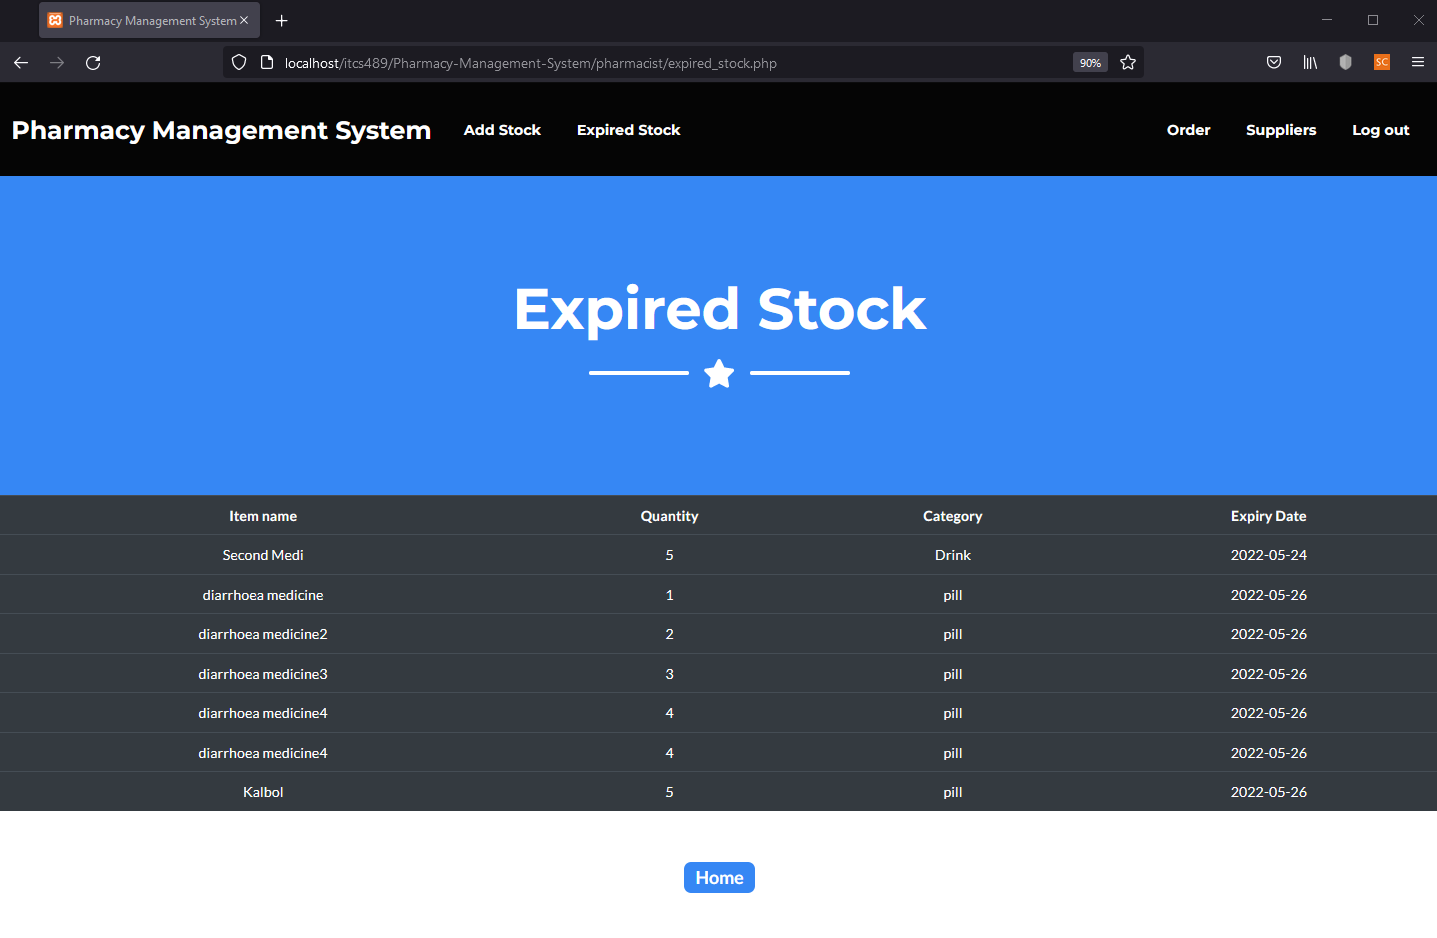 Pharmacy Management System
localhost/itcs489/Pharmacy-Management-System/pharmacist/expired_stock.php 90% SC
Pharmacy Management System Add Stock Expired Stock Order Suppliers Log out
Expired Stock
Item name Quantity Category Expiry Date
Second Medi 5 Drink 2022-05-24
diarrhoea medicine 1 pill 2022-05-26
diarrhoea medicine2 2 pill 2022-05-26
diarrhoea medicine3 3 pill 2022-05-26
diarrhoea medicine4 4 pill 2022-05-26
diarrhoea medicine4 4 pill 2022-05-26
Kalbol 5 pill 2022-05-26
Home